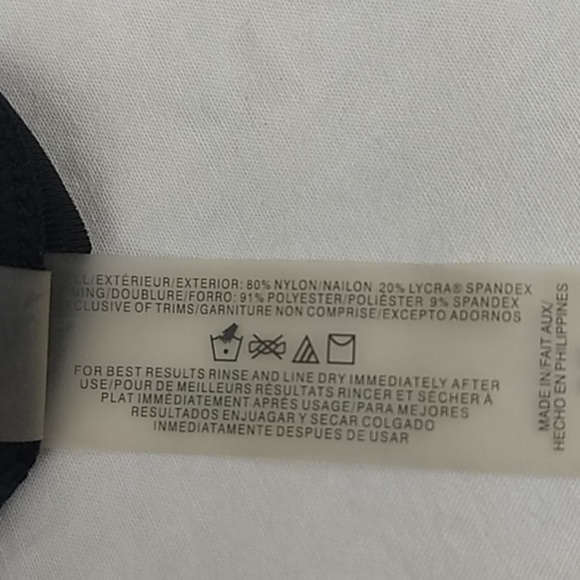 /EXTÉRIEUR/EXTERIOR: 80% NYLON/NAILON 20% LYCRA® SPANDEX
/DOUBLURE/FORRO: 91% POLYESTER/POLIÉSTER 9% SPANDEX
OF TRIMS/GARNITURE NON COMPRISE/EXCEPTO ADORNOS
FOR BEST RESULTS RINSE AND LINE DRY IMMEDIATELY AFTER
USE/POUR DE MEILLEURS RÉSULTATS RINCER ET SÉCHER À
PLAT IMMÉDIATEMENT APRÈS USAGE/PARA MEJORES
RESULTADOS ENJUAGAR Y SECAR COLGADO
INMEDIATAMENTE DESPUES DE USAR
MADE IN/FAIT AUX/
HECHO EN PHILIPPINES